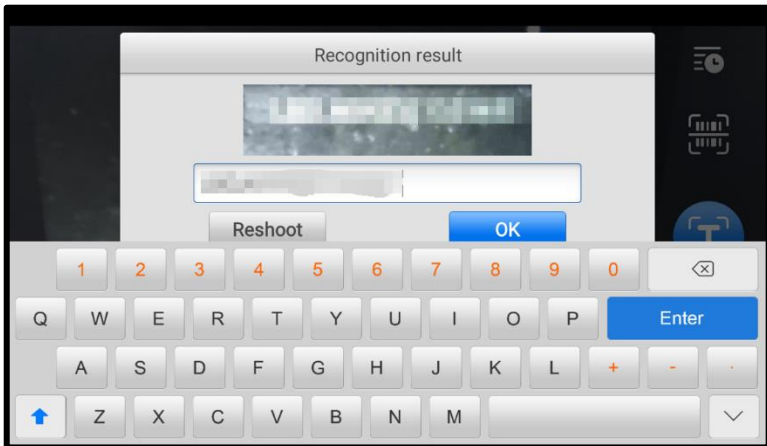 Recognition result
Reshoot OK
1 2 3 4 5 6 7 8 9 0
Q W E R T Y U I O P Enter
A S D F G H J K L + - .
Z X C V B N M